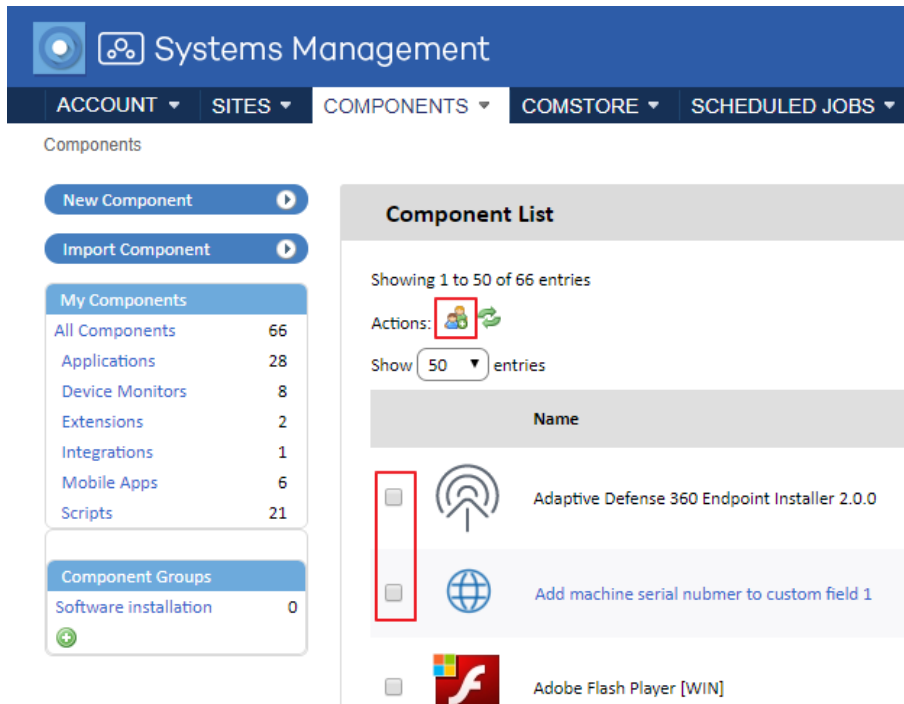 Systems Management
ACCOUNT SITES COMPONENTS COMSTORE SCHEDULED JOBS
Components
New Component
Import Component
My Components
All Components 66
Applications 28
Device Monitors 8
Extensions 2
Integrations 1
Mobile Apps 6
Scripts 21
Component Groups
Software installation 0
Component List
Showing 1 to 50 of 66 entries
Actions:
Show 50 entries
Name
Adaptive Defense 360 Endpoint Installer 2.0.0
Add machine serial nubmer to custom field 1
Adobe Flash Player [WIN]